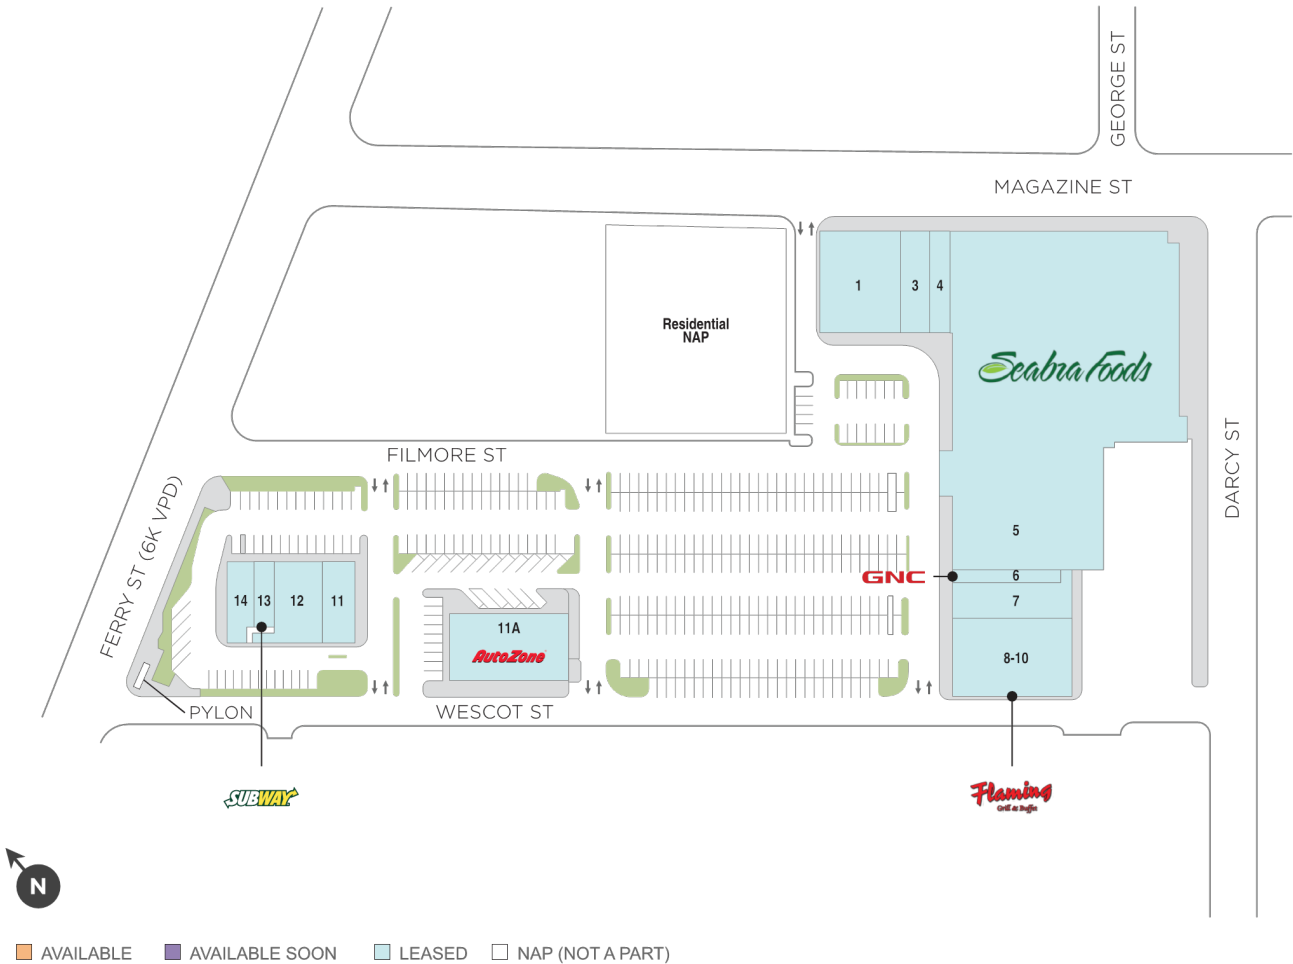 GEORGE ST
MAGAZINE ST
1
3
4
Residential
NAP
Seabra Foods
DARCY ST
FILMORE ST
FERRY ST (6K VPD)
5
GNC
6
7
14
13
12
11
11A
AutoZone
8-10
PYLON
WESCOT ST
SUBWAY
Flaming
Grill & Buffet
N
AVAILABLE
AVAILABLE SOON
LEASED
NAP (NOT A PART)